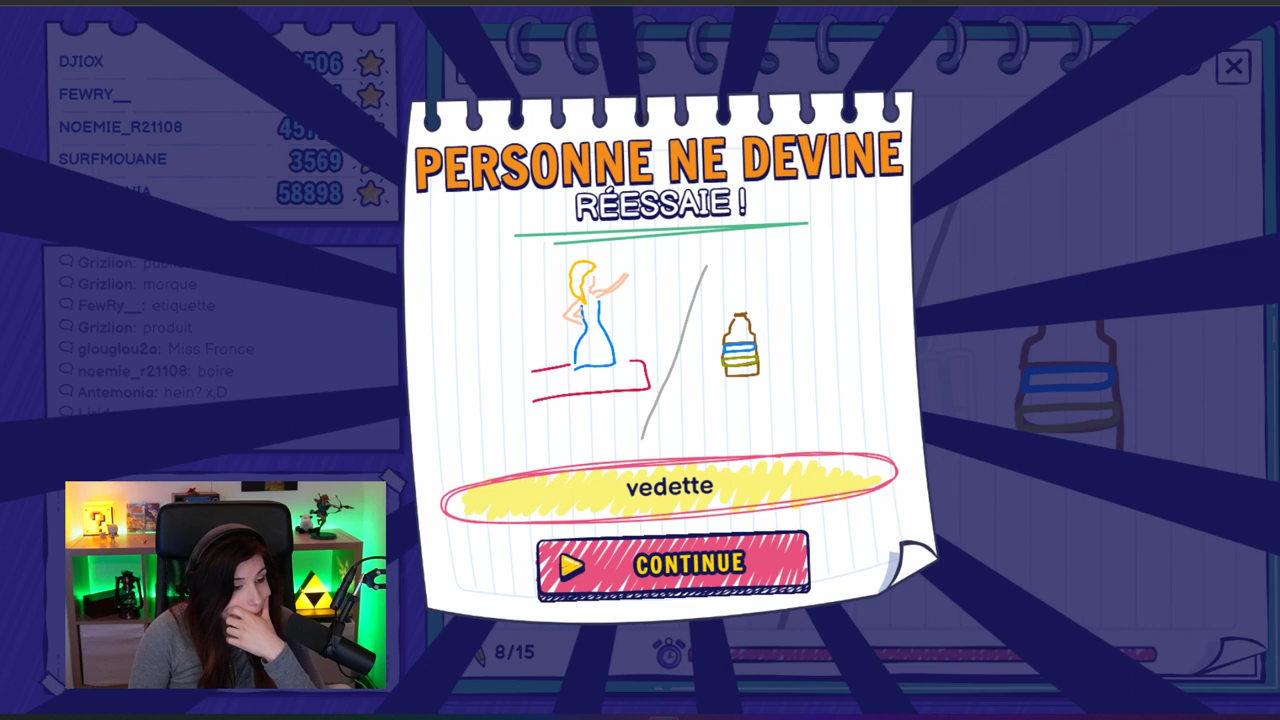 DJIOX
FEWRY__
NOEMIE_R21108
SURFMOUANE 3569
58898
PERSONNE NE DEVINE
RÉESSAIE !
Grizlion:
Grizlion: marque
FewRy__: etiquette
Grizlion: produit
glouglou2a: Miss France
noemie_r21108: boire
Antemonia: hein? x,D
vedette
CONTINUE
8/15